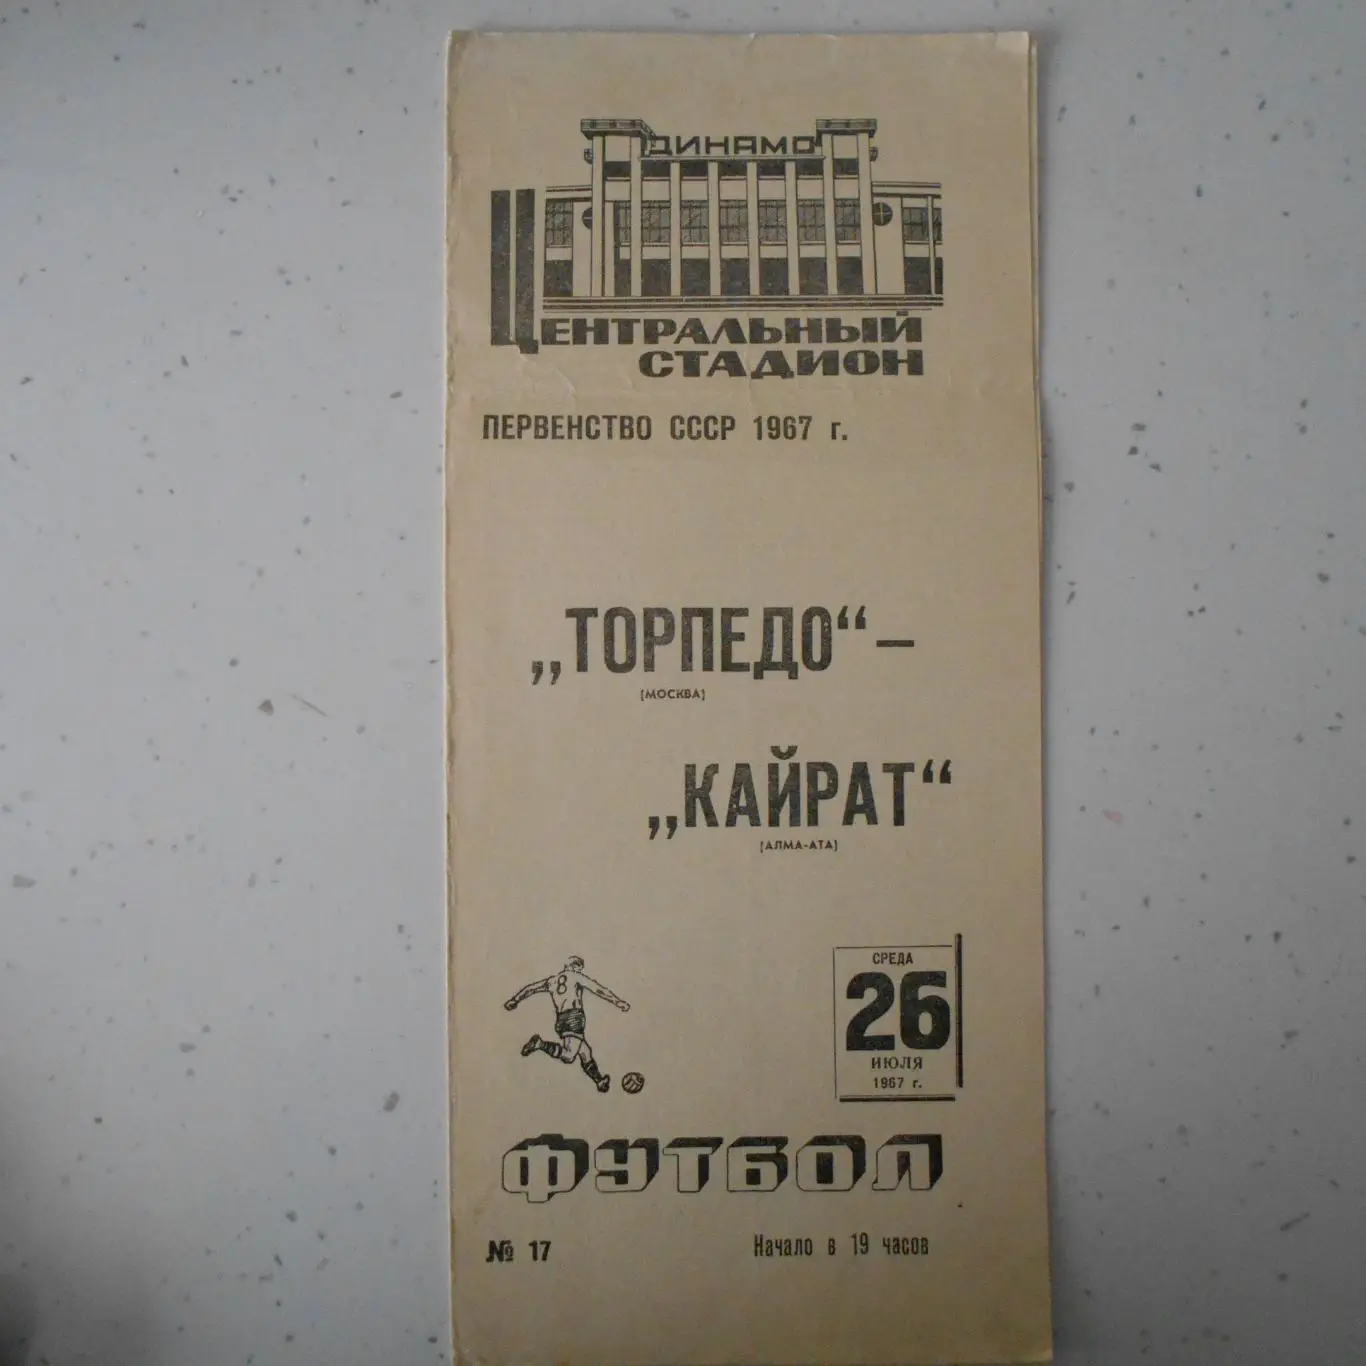 ДИНАМО
ЦЕНТРАЛЬНЫЙ
СТАДИОН
ПЕРВЕНСТВО СССР 1967 г.
„ТОРПЕДО“ –
(МОСКВА)
„КАЙРАТ“
(АЛМА-АТА)
8
СРЕДА
26
ИЮЛЯ
1967 г.
ФУТБОЛ
№ 17
Начало в 19 часов